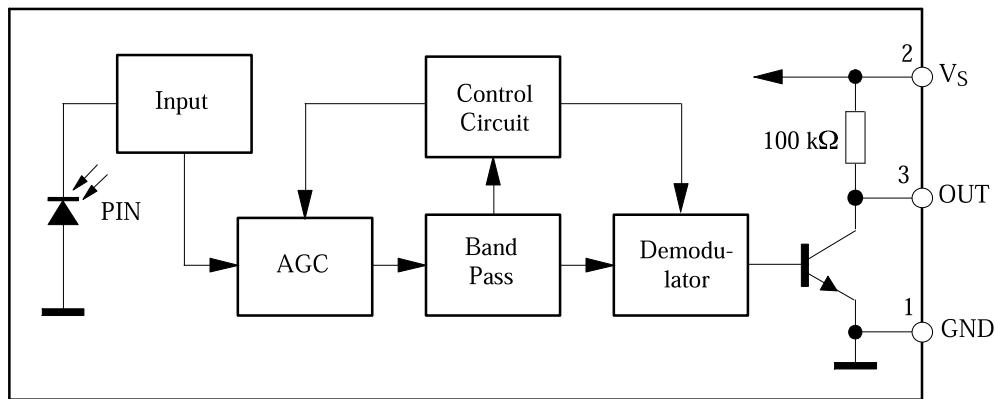 Input
Control
Circuit
2
V_S
100 kΩ
3
OUT
PIN
AGC
Band
Pass
Demodu-
lator
1
GND